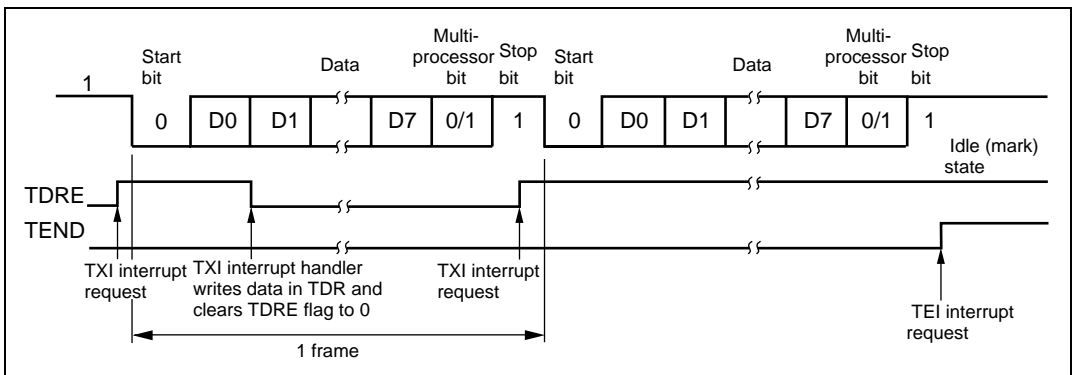 Multi-
processor
bit
Multi-
processor
bit
Start
bit
Data
Stop
bit
Start
bit
Data
Stop
bit
1
0 D0 D1 D7 0/1 1 0 D0 D1 D7 0/1 1
Idle (mark)
state
TDRE
TEND
TXI interrupt
request
TXI interrupt handler
writes data in TDR and
clears TDRE flag to 0
TXI interrupt
request
TEI interrupt
request
1 frame